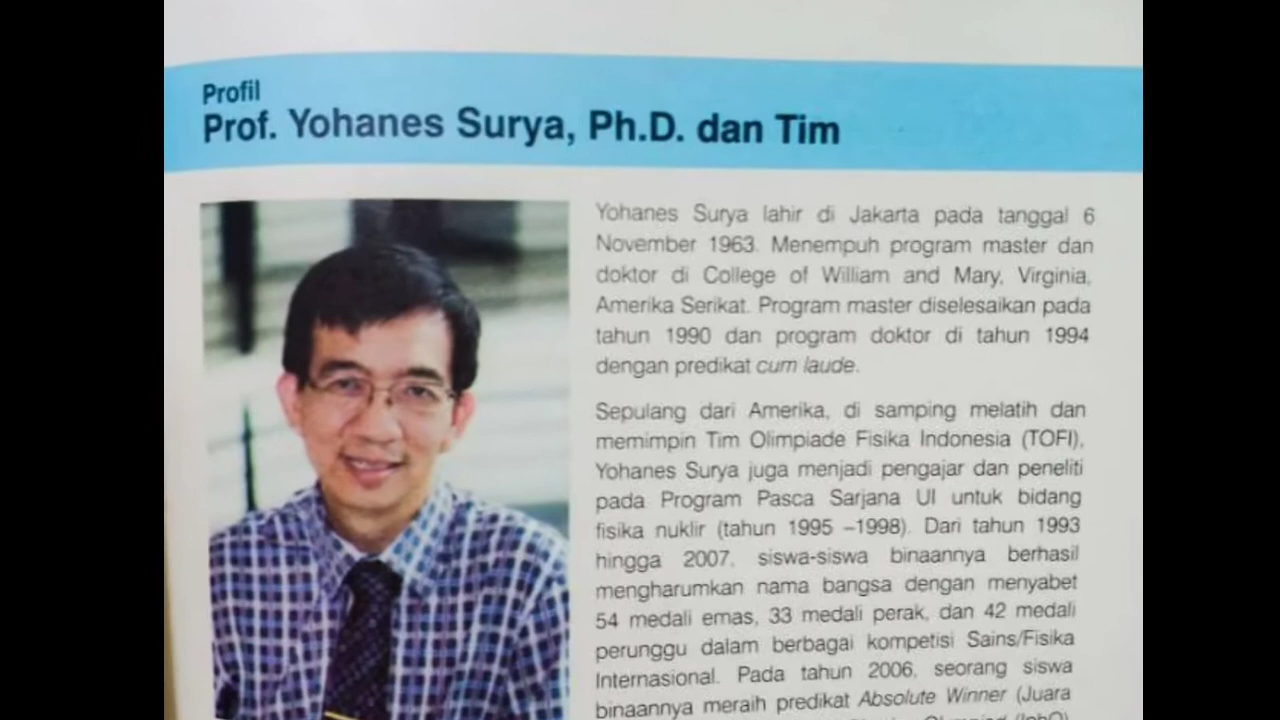 Profil
Prof. Yohanes Surya, Ph.D. dan Tim
Yohanes Surya lahir di Jakarta pada tanggal 6
November 1963. Menempuh program master dan
doktor di College of William and Mary, Virginia,
Amerika Serikat. Program master diselesaikan pada
tahun 1990 dan program doktor di tahun 1994
dengan predikat cum laude.
Sepulang dari Amerika, di samping melatih dan
memimpin Tim Olimpiade Fisika Indonesia (TOFI),
Yohanes Surya juga menjadi pengajar dan peneliti
pada Program Pasca Sarjana UI untuk bidang
fisika nuklir (tahun 1995 –1998). Dari tahun 1993
hingga 2007, siswa-siswa binaannya berhasil
mengharumkan nama bangsa dengan menyabet
54 medali emas, 33 medali perak, dan 42 medali
perunggu dalam berbagai kompetisi Sains/Fisika
Internasional. Pada tahun 2006, seorang siswa
binaannya meraih predikat Absolute Winner (Juara